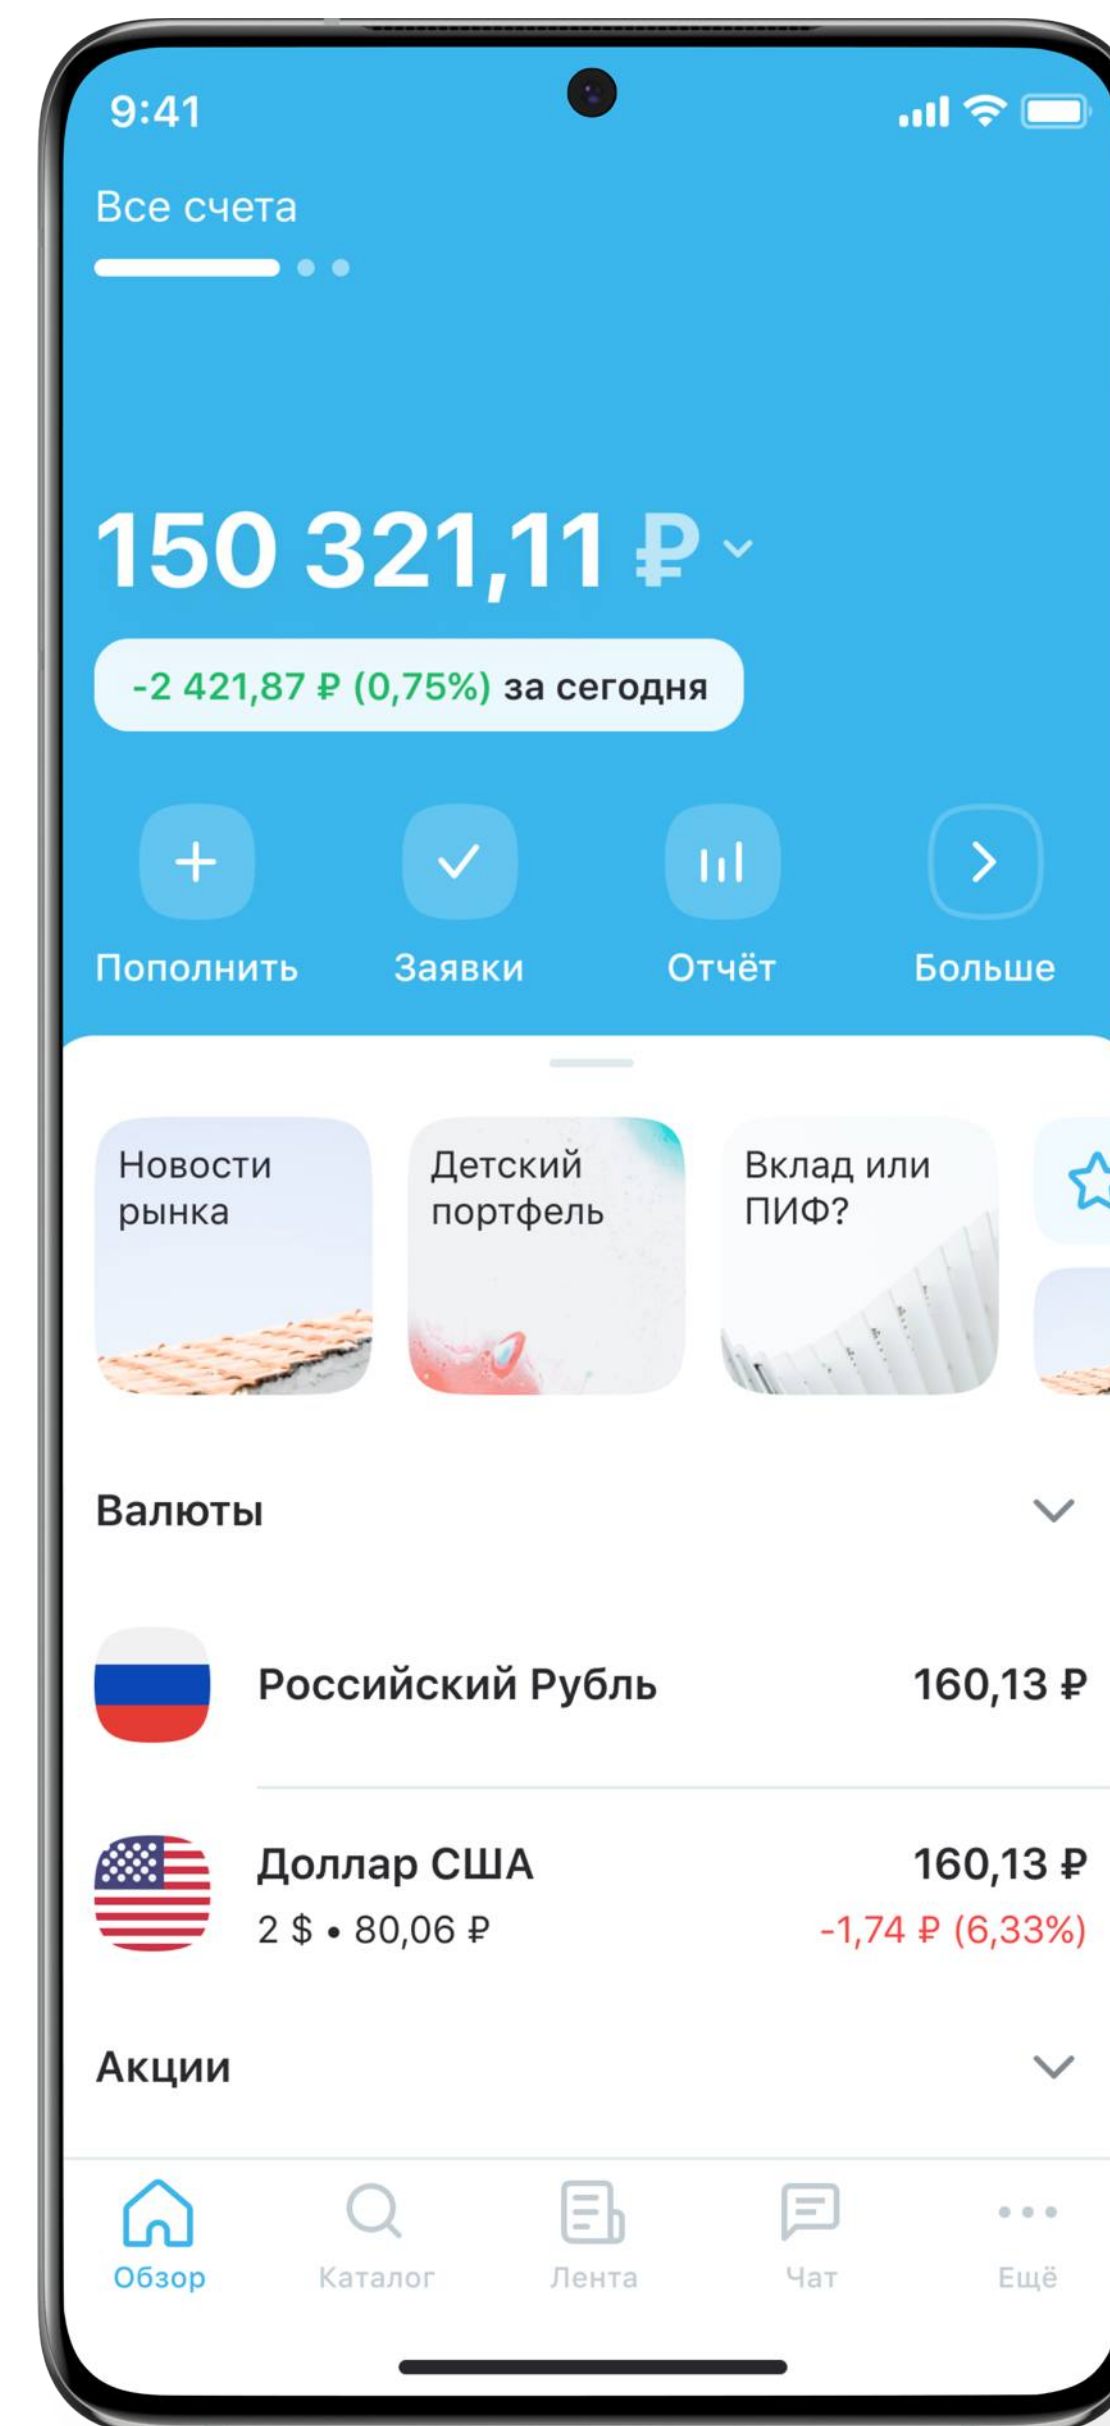 9:41
Все счета
150 321,11 ₽
-2 421,87 ₽ (0,75%) за сегодня
Пополнить Заявки Отчёт Больше
Новости
рынка
Детский
портфель
Вклад или
ПИФ?
Валюты
Российский Рубль 160,13 ₽
Доллар США 160,13 ₽
2 $ • 80,06 ₽ -1,74 ₽ (6,33%)
Акции
Обзор Каталог Лента Чат Ещё